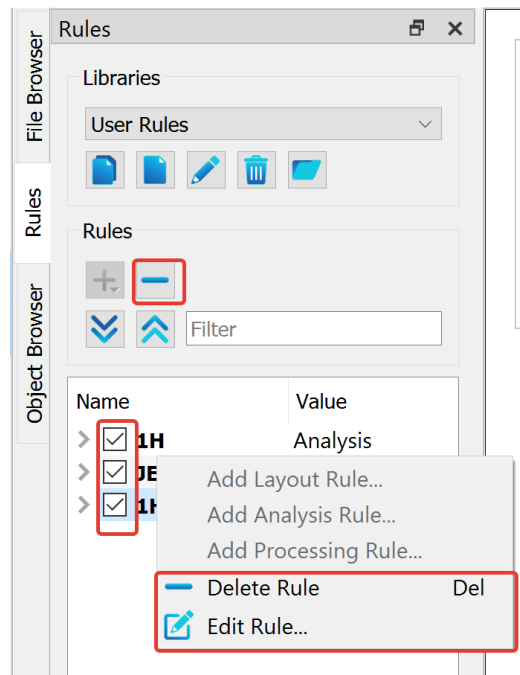 File Browser
Rules
Object Browser
Rules
Libraries
User Rules
Rules
Filter
Name Value
1H Analysis
JE
1H
Add Layout Rule...
Add Analysis Rule...
Add Processing Rule...
Delete Rule Del
Edit Rule...